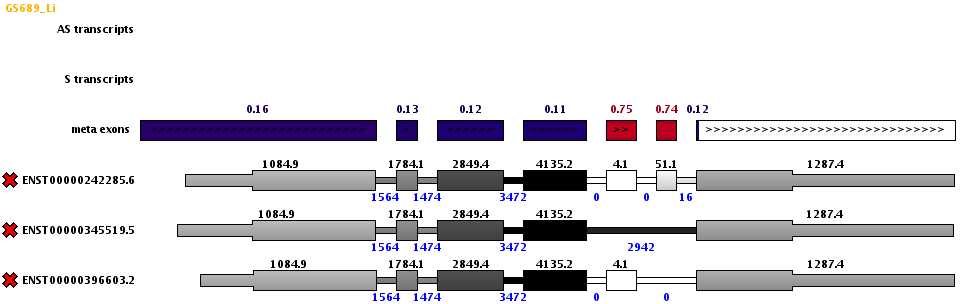 GS689_Li
AS transcripts
S transcripts
0.16 0.13 0.12 0.11 0.75 0.74 0.12
meta exons >>>>>>>>>>>>>>>>>>>>>>>>>>> > >>>>>> >>>>>> >> >>>>>>>>>>>>>>>>>>>>>>>>>>>>>
1084.9 1784.1 2849.4 4135.2 4.1 51.1 1287.4
ENST00000242285.6
1564 1474 3472 0 0 16
1084.9 1784.1 2849.4 4135.2 1287.4
ENST00000345519.5
1564 1474 3472 2942
1084.9 1784.1 2849.4 4135.2 4.1 1287.4
ENST00000396603.2
1564 1474 3472 0 0